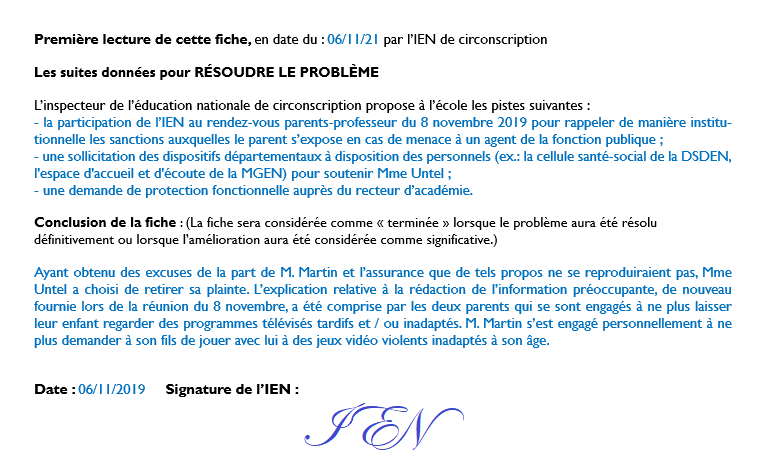 Première lecture de cette fiche, en date du : 06/11/21 par l’IEN de circonscription
Les suites données pour RÉSOUDRE LE PROBLÈME
L’inspecteur de l’éducation nationale de circonscription propose à l’école les pistes suivantes :
- la participation de l’IEN au rendez-vous parents-professeur du 8 novembre 2019 pour rappeler de manière institu-
tionnelle les sanctions auxquelles le parent s’expose en cas de menace à un agent de la fonction publique ;
- une sollicitation des dispositifs départementaux à disposition des personnels (ex.: la cellule santé-social de la DSDEN,
l'espace d'accueil et d'écoute de la MGEN) pour soutenir Mme Untel ;
- une demande de protection fonctionnelle auprès du recteur d’académie.
Conclusion de la fiche : (La fiche sera considérée comme « terminée » lorsque le problème aura été résolu
définitivement ou lorsque l’amélioration aura été considérée comme significative.)
Ayant obtenu des excuses de la part de M. Martin et l’assurance que de tels propos ne se reproduiraient pas, Mme
Untel a choisi de retirer sa plainte. L’explication relative à la rédaction de l’information préoccupante, de nouveau
fournie lors de la réunion du 8 novembre, a été comprise par les deux parents qui se sont engagés à ne plus laisser
leur enfant regarder des programmes télévisés tardifs et / ou inadaptés. M. Martin s’est engagé personnellement à ne
plus demander à son fils de jouer avec lui à des jeux vidéo violents inadaptés à son âge.
Date : 06/11/2019 Signature de l’IEN :
IEN